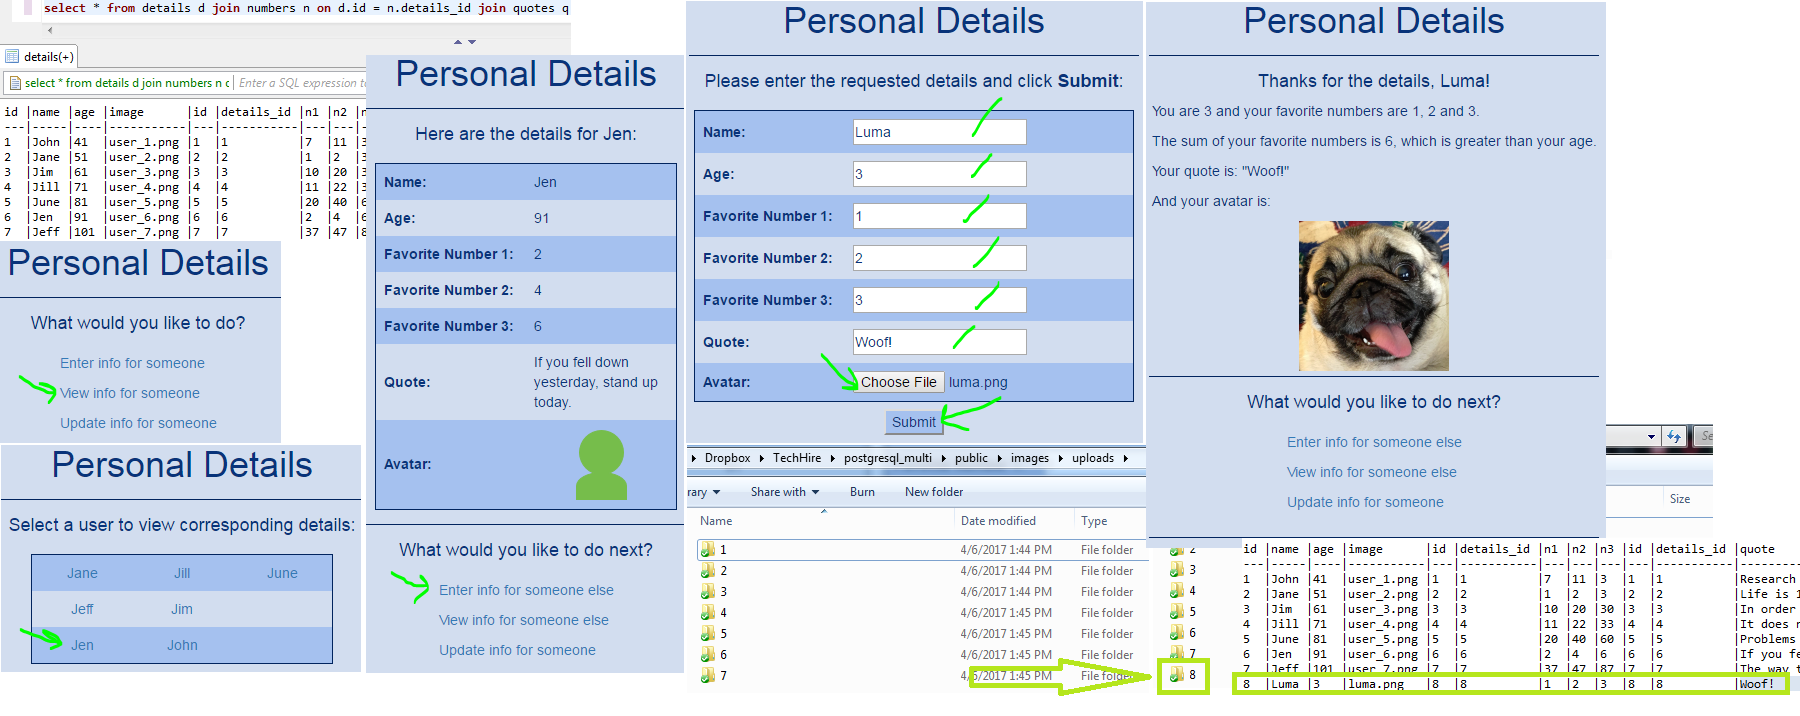 select * from details d join numbers n on d.id = n.details_id join quotes q
details(+)
select * from details d join numbers n Enter a SQL expression
id |name |age |image |id |details_id |n1 |n2
1 |John |41 |user_1.png |1 |1 |7 |11 |3
2 |Jane |51 |user_2.png |2 |2 |1 |2 |3
3 |Jim |61 |user_3.png |3 |3 |10 |20 |3
4 |Jill |71 |user_4.png |4 |4 |11 |22 |3
5 |June |81 |user_5.png |5 |5 |20 |40 |6
6 |Jen |91 |user_6.png |6 |6 |2 |4 |6
7 |Jeff |101 |user_7.png |7 |7 |37 |47 |8
Personal Details
What would you like to do?
Enter info for someone
View info for someone
Update info for someone
Personal Details
Select a user to view corresponding details:
Jane Jill June
Jeff Jim
Jen John
Personal Details
Here are the details for Jen:
Name: Jen
Age: 91
Favorite Number 1: 2
Favorite Number 2: 4
Favorite Number 3: 6
Quote: If you fell down
yesterday, stand up
today.
Avatar:
What would you like to do next?
Enter info for someone else
View info for someone else
Update info for someone
Personal Details
Please enter the requested details and click Submit:
Name: Luma
Age: 3
Favorite Number 1: 1
Favorite Number 2: 2
Favorite Number 3: 3
Quote: Woof!
Avatar: Choose File luma.png
Submit
Dropbox TechHire postgresql_multi public images uploads
rary Share with Burn New folder
Name Date modified Type
1 4/6/2017 1:44 PM File folder
2 4/6/2017 1:44 PM File folder
3 4/6/2017 1:44 PM File folder
4 4/6/2017 1:45 PM File folder
5 4/6/2017 1:45 PM File folder
6 4/6/2017 1:45 PM File folder
7 4/6/2017 1:45 PM File folder
Personal Details
Thanks for the details, Luma!
You are 3 and your favorite numbers are 1, 2 and 3.
The sum of your favorite numbers is 6, which is greater than your age.
Your quote is: "Woof!"
And your avatar is:
What would you like to do next?
Enter info for someone else
View info for someone else
Update info for someone
Se
Size
2
3
4
5
6
7
8
id |name |age |image |id |details_id |n1 |n2 |n3 |id |details_id |quote
1 |John |41 |user_1.png |1 |1 |7 |11 |3 |1 |1 |Research
2 |Jane |51 |user_2.png |2 |2 |1 |2 |3 |2 |2 |Life is 1
3 |Jim |61 |user_3.png |3 |3 |10 |20 |30 |3 |3 |In order
4 |Jill |71 |user_4.png |4 |4 |11 |22 |33 |4 |4 |It does n
5 |June |81 |user_5.png |5 |5 |20 |40 |60 |5 |5 |Problems
6 |Jen |91 |user_6.png |6 |6 |2 |4 |6 |6 |6 |If you fe
7 |Jeff |101 |user_7.png |7 |7 |37 |47 |87 |7 |7 |The way t
8 |Luma |3 |luma.png |8 |8 |1 |2 |3 |8 |8 |Woof!